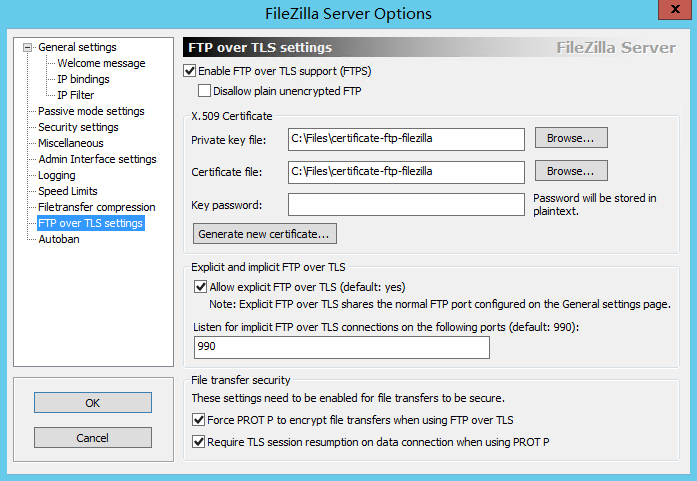 FileZilla Server Options
x
General settings
Welcome message
IP bindings
IP Filter
Passive mode settings
Security settings
Miscellaneous
Admin Interface settings
Logging
Speed Limits
Filetransfer compression
FTP over TLS settings
Autoban
OK
Cancel
FTP over TLS settings
FileZilla Server
Enable FTP over TLS support (FTPS)
Disallow plain unencrypted FTP
X.509 Certificate
Private key file: C:\Files\certificate-ftp-filezilla Browse...
Certificate file: C:\Files\certificate-ftp-filezilla Browse...
Key password: Password will be stored in
plaintext.
Generate new certificate...
Explicit and implicit FTP over TLS
Allow explicit FTP over TLS (default: yes)
Note: Explicit FTP over TLS shares the normal FTP port configured on the General settings page.
Listen for implicit FTP over TLS connections on the following ports (default: 990):
990
File transfer security
These settings need to be enabled for file transfers to be secure.
Force PROT P to encrypt file transfers when using FTP over TLS
Require TLS session resumption on data connection when using PROT P